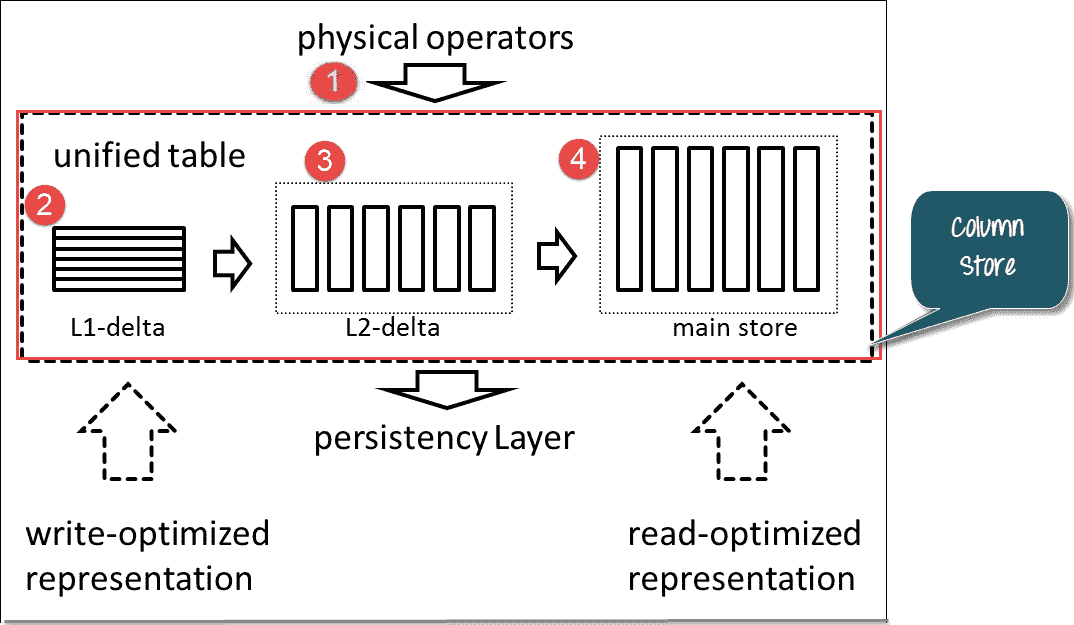 physical operators
1
unified table
3
4
2
Column
Store
L1-delta
L2-delta
main store
persistency Layer
write-optimized
representation
read-optimized
representation